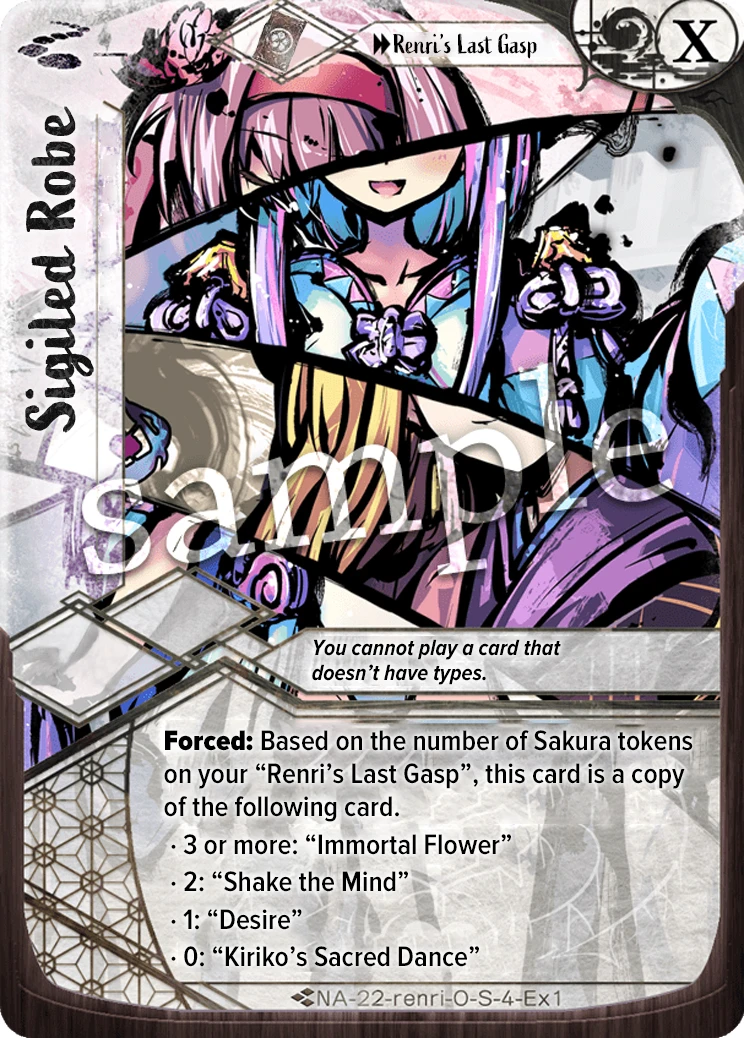 Renri's Last Gasp
X
Sigiled Robe
sample
You cannot play a card that
doesn't have types.
Forced: Based on the number of Sakura tokens
on your “Renri's Last Gasp”, this card is a copy
of the following card.
· 3 or more: “Immortal Flower”
· 2: “Shake the Mind”
· 1: “Desire”
· 0: “Kiriko's Sacred Dance”
NA-22-renri-O-S-4-Ex1